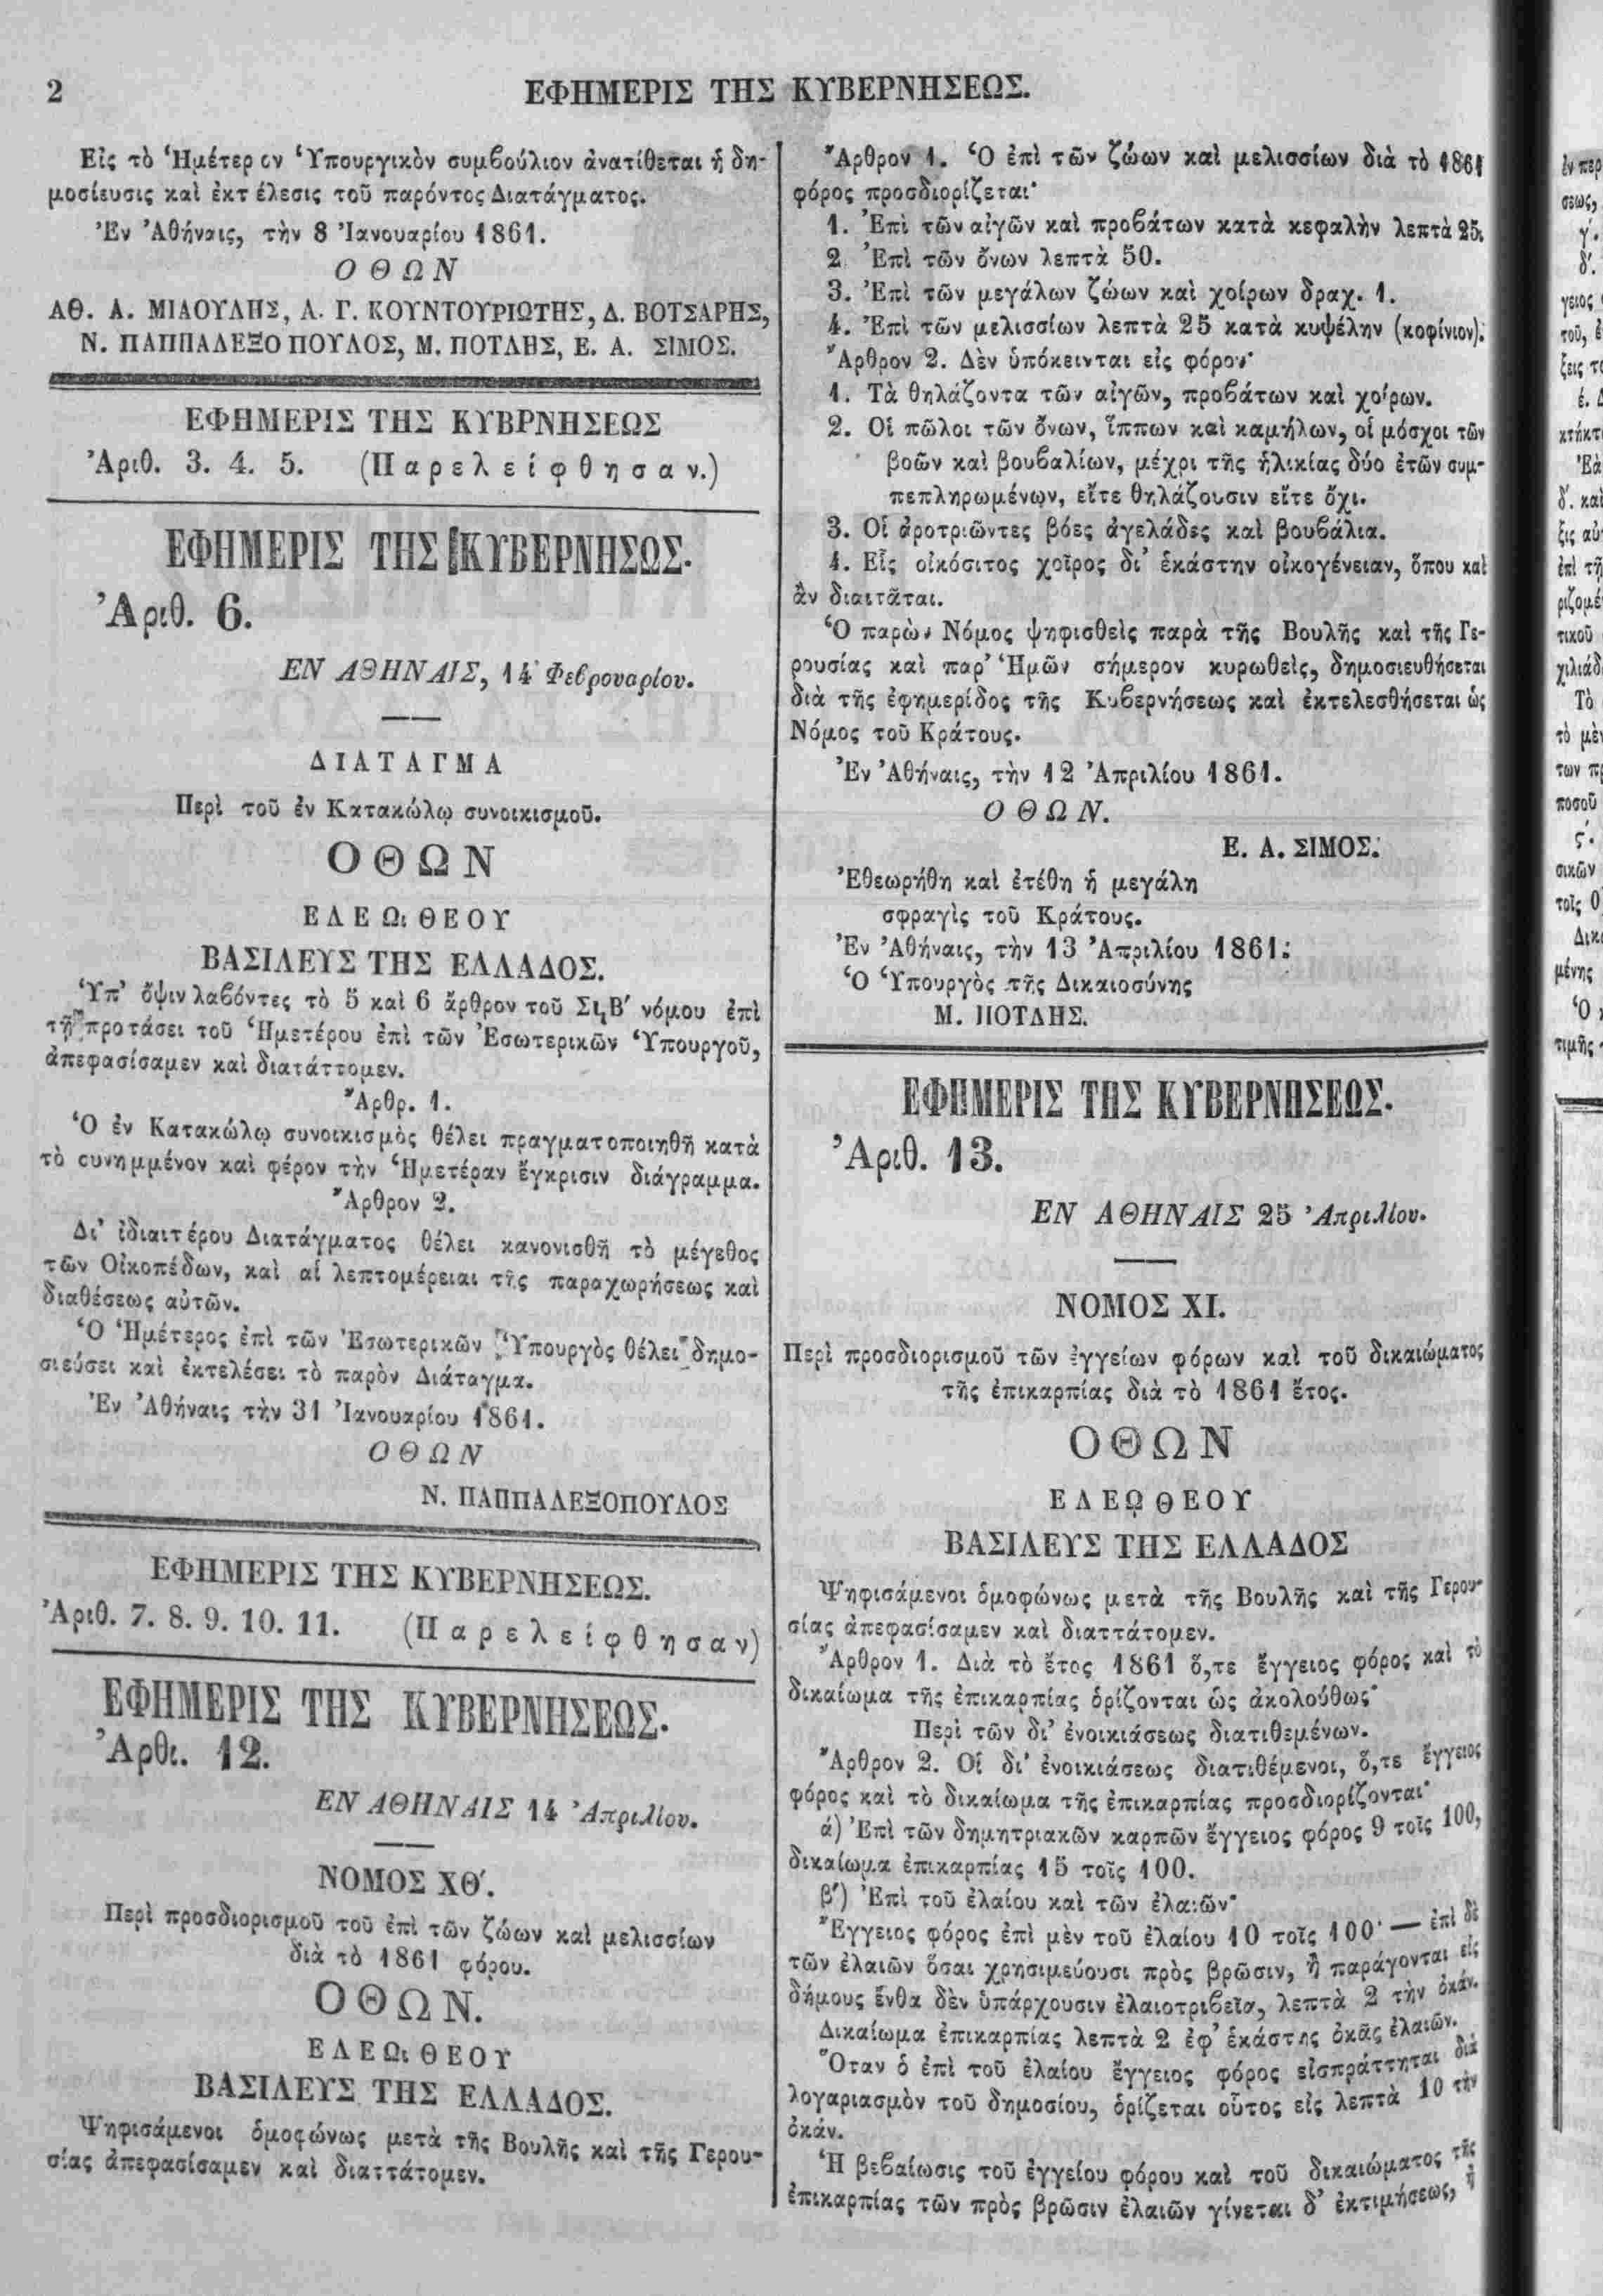 2
ΕΦΗΜΕΡΙΣ ΤΗΣ ΚΥΒΕΡΝΗΣΕΩΣ.
Εἰς τὸ Ἡμέτερον Ὑπουργικὸν συμβούλιον ἀνατίθεται ἡ δη-
μοσίευσις καὶ ἐκτέλεσις τοῦ παρόντος Διατάγματος.
Ἐν Ἀθήναις, τὴν 8 Ἰανουαρίου 1861.
ΟΘΩΝ
ΑΘ. Α. ΜΙΑΟΥΛΗΣ, Α. Γ. ΚΟΥΝΤΟΥΡΙΩΤΗΣ, Δ. ΒΟΤΣΑΡΗΣ,
Ν. ΠΑΠΠΑΔΕΞΟΠΟΥΛΟΣ, Μ. ΠΟΤΛΗΣ, Ε. Α. ΣΙΜΟΣ.
ΕΦΗΜΕΡΙΣ ΤΗΣ ΚΥΒΡΝΗΣΕΩΣ
Ἀριθ. 3. 4. 5. (Παρελείφθησαν.)
ΕΦΗΜΕΡΙΣ ΤΗΣ ΚΥΒΕΡΝΗΣΩΣ.
Ἀριθ. 6.
ΕΝ ΑΘΗΝΑΙΣ, 14 Φεβρουαρίου.
ΔΙΑΤΑΓΜΑ
Περὶ τοῦ ἐν Κατακώλῳ συνοικισμοῦ.
ΟΘΩΝ
ΕΛΕΩι ΘΕΟΥ
ΒΑΣΙΛΕΥΣ ΤΗΣ ΕΛΛΑΔΟΣ.
Ὑπ' ὄψιν λαβόντες τὸ 5 καὶ 6 ἄρθρον τοῦ ΣϟΒ′ νόμου ἐπὶ
τῇ προτάσει τοῦ Ἡμετέρου ἐπὶ τῶν Ἐσωτερικῶν Ὑπουργοῦ,
ἀπεφασίσαμεν καὶ διατάττομεν.
Ἄρθρ. 1.
Ὁ ἐν Κατακώλῳ συνοικισμὸς θέλει πραγματοποιηθῆ κατὰ
τὸ συνημμένον καὶ φέρον τὴν Ἡμετέραν ἔγκρισιν διάγραμμα.
Ἄρθρον 2.
Δι' ἰδιαιτέρου Διατάγματος θέλει κανονισθῆ τὸ μέγεθος
τῶν Οἰκοπέδων, καὶ αἱ λεπτομέρειαι τῆς παραχωρήσεως καὶ
διαθέσεως αὐτῶν.
Ὁ Ἡμέτερος ἐπὶ τῶν Ἐσωτερικῶν Ὑπουργὸς θέλει δημο-
σιεύσει καὶ ἐκτελέσει τὸ παρὸν Διάταγμα.
Ἐν Ἀθήναις τὴν 31 Ἰανουαρίου 1861.
ΟΘΩΝ
Ν. ΠΑΠΠΑΛΕΞΟΠΟΥΛΟΣ
ΕΦΗΜΕΡΙΣ ΤΗΣ ΚΥΒΕΡΝΗΣΕΩΣ.
Ἀριθ. 7. 8. 9. 10. 11. (Παρελείφθησαν)
ΕΦΗΜΕΡΙΣ ΤΗΣ ΚΥΒΕΡΝΗΣΕΩΣ.
Ἀρθι. 12.
ΕΝ ΑΘΗΝΑΙΣ 14 Ἀπριλίου.
ΝΟΜΟΣ ΧΘ′.
Περὶ προσδιορισμοῦ τοῦ ἐπὶ τῶν ζώων καὶ μελισσίων
διὰ τὸ 1861 φόρου.
ΟΘΩΝ.
ΕΛΕΩι ΘΕΟΥ
ΒΑΣΙΛΕΥΣ ΤΗΣ ΕΛΛΑΔΟΣ.
Ψηφισάμενοι ὁμοφώνως μετὰ τῆς Βουλῆς καὶ τῆς Γερου-
σίας ἀπεφασίσαμεν καὶ διαττάτομεν.
Ἄρθρον 1. Ὁ ἐπὶ τῶν ζώων καὶ μελισσίων διὰ τὸ 1861
φόρος προσδιορίζεται·
1. Ἐπὶ τῶν αἰγῶν καὶ προβάτων κατὰ κεφαλὴν λεπτὰ 25.
2 Ἐπὶ τῶν ὄνων λεπτὰ 50.
3. Ἐπὶ τῶν μεγάλων ζώων καὶ χοίρων δραχ. 1.
4. Ἐπὶ τῶν μελισσίων λεπτὰ 25 κατὰ κυψέλην (κοφίνιον).
Ἄρθρον 2. Δὲν ὑπόκεινται εἰς φόρον·
1. Τὰ θηλάζοντα τῶν αἰγῶν, προβάτων καὶ χοίρων.
2. Οἱ πῶλοι τῶν ὄνων, ἵππων καὶ καμήλων, οἱ μόσχοι τῶν
βοῶν καὶ βουβαλίων, μέχρι τῆς ἡλικίας δύο ἐτῶν συμ-
πεπληρωμένων, εἴτε θηλάζουσιν εἴτε ὄχι.
3. Οἱ ἀροτριῶντες βόες ἀγελάδες καὶ βουβάλια.
4. Εἷς οἰκόσιτος χοῖρος δι' ἑκάστην οἰκογένειαν, ὅπου καὶ
ἂν διαιτᾶται.
Ὁ παρὼν Νόμος ψηφισθεὶς παρὰ τῆς Βουλῆς καὶ τῆς Γε-
ρουσίας καὶ παρ' Ἡμῶν σήμερον κυρωθεὶς, δημοσιευθήσεται
διὰ τῆς ἐφημερίδος τῆς Κυβερνήσεως καὶ ἐκτελεσθήσεται ὡς
Νόμος τοῦ Κράτους.
Ἐν Ἀθήναις, τὴν 12 Ἀπριλίου 1861.
ΟΘΩΝ.
Ε. Α. ΣΙΜΟΣ.
Ἐθεωρήθη καὶ ἐτέθη ἡ μεγάλη
σφραγὶς τοῦ Κράτους.
Ἐν Ἀθήναις, τὴν 13 Ἀπριλίου 1861.
Ὁ Ὑπουργὸς τῆς Δικαιοσύνης
Μ. ΠΟΤΛΗΣ.
ΕΦΗΜΕΡΙΣ ΤΗΣ ΚΥΒΕΡΝΗΣΕΩΣ.
Ἀριθ. 13.
ΕΝ ΑΘΗΝΑΙΣ 25 Ἀπριλίου.
ΝΟΜΟΣ ΧΙ.
Περὶ προσδιορισμοῦ τῶν ἐγγείων φόρων καὶ τοῦ δικαιώματος
τῆς ἐπικαρπίας διὰ τὸ 1861 ἔτος.
ΟΘΩΝ
ΕΛΕῼ ΘΕΟΥ
ΒΑΣΙΛΕΥΣ ΤΗΣ ΕΛΛΑΔΟΣ
Ψηφισάμενοι ὁμοφώνως μετὰ τῆς Βουλῆς καὶ τῆς Γερου-
σίας ἀπεφασίσαμεν καὶ διαττάτομεν.
Ἄρθρον 1. Διὰ τὸ ἔτος 1861 ὅ,τε ἔγγειος φόρος καὶ τὸ
δικαίωμα τῆς ἐπικαρπίας ὁρίζονται ὡς ἀκολούθως·
Περὶ τῶν δι' ἐνοικιάσεως διατιθεμένων.
Ἄρθρον 2. Οἱ δι' ἐνοικιάσεως διατιθέμενοι, ὅ,τε ἔγγειος
φόρος καὶ τὸ δικαίωμα τῆς ἐπικαρπίας προσδιορίζονται·
ά) Ἐπὶ τῶν δημητριακῶν καρπῶν ἔγγειος φόρος 9 τοῖς 100,
δικαίωμα ἐπικαρπίας 15 τοῖς 100.
β′) Ἐπὶ τοῦ ἐλαίου καὶ τῶν ἐλαιῶν·
Ἔγγειος φόρος ἐπὶ μὲν τοῦ ἐλαίου 10 τοῖς 100· — ἐπὶ δὲ
τῶν ἐλαιῶν ὅσαι χρησιμεύουσι πρὸς βρῶσιν, ἢ παράγονται εἰς
δήμους ἔνθα δὲν ὑπάρχουσιν ἐλαιοτριβεῖα, λεπτὰ 2 τὴν ὀκάν.
Δικαίωμα ἐπικαρπίας λεπτὰ 2 ἐφ' ἑκάστης ὀκᾶς ἐλαιῶν.
Ὅταν ὁ ἐπὶ τοῦ ἐλαίου ἔγγειος φόρος εἰσπράττηται διὰ
λογαριασμὸν τοῦ δημοσίου, ὁρίζεται οὗτος εἰς λεπτὰ 10 τὴν
ὀκάν.
Ἡ βεβαίωσις τοῦ ἐγγείου φόρου καὶ τοῦ δικαιώματος τῆς
ἐπικαρπίας τῶν πρὸς βρῶσιν ἐλαιῶν γίνεται δ' ἐκτιμήσεως, ἡ